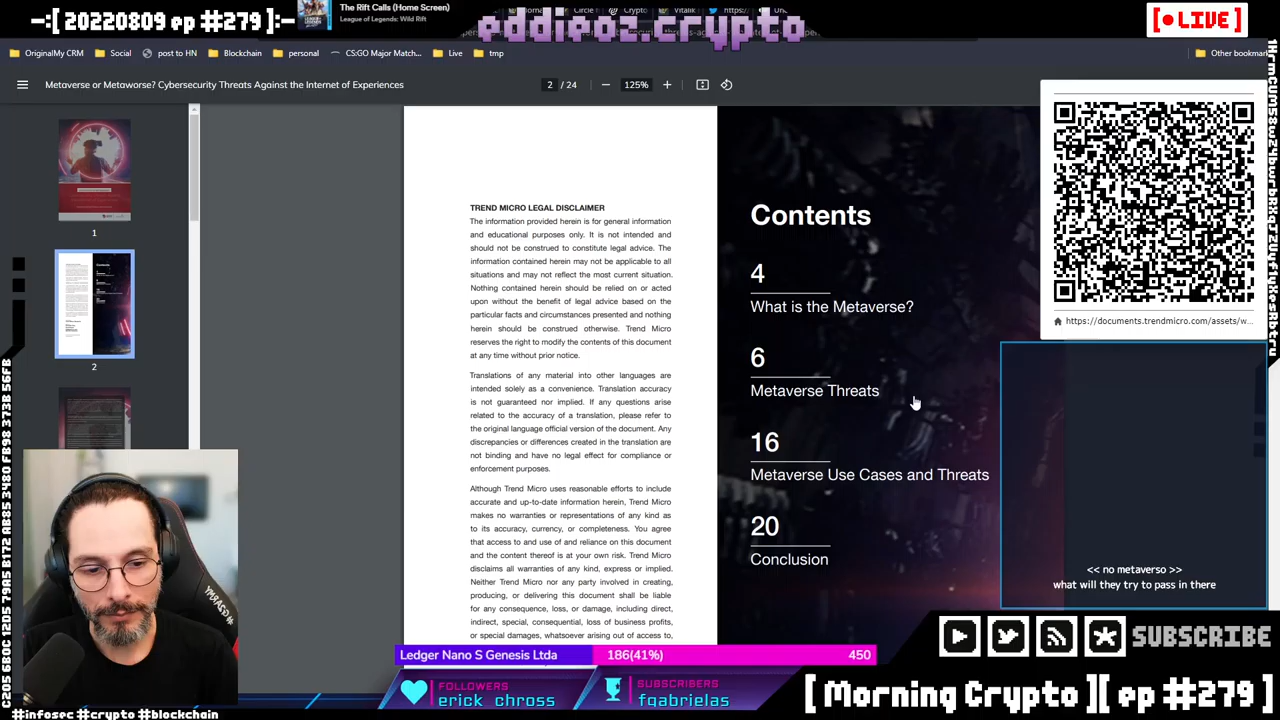 -:[ 20220809 ep #279 ]:-
The Rift Calls (Home Screen)
League of Legends: Wild Rift
eddieoz.crypto
[ ● LIVE ]
OriginalMy CRM
Social
post to HN
Blockchain
personal
CS:GO Major Match...
Live
tmp
Other bookmar
Metaverse or Metaworse? Cybersecurity Threats Against the Internet of Experiences
2 / 24
125%
1
2
TREND MICRO LEGAL DISCLAIMER
The information provided herein is for general information
and educational purposes only. It is not intended and
should not be construed to constitute legal advice. The
information contained herein may not be applicable to all
situations and may not reflect the most current situation.
Nothing contained herein should be relied on or acted
upon without the benefit of legal advice based on the
particular facts and circumstances presented and nothing
herein should be construed otherwise. Trend Micro
reserves the right to modify the contents of this document
at any time without prior notice.
Translations of any material into other languages are
intended solely as a convenience. Translation accuracy
is not guaranteed nor implied. If any questions arise
related to the accuracy of a translation, please refer to
the original language official version of the document. Any
discrepancies or differences created in the translation are
not binding and have no legal effect for compliance or
enforcement purposes.
Although Trend Micro uses reasonable efforts to include
accurate and up-to-date information herein, Trend Micro
makes no warranties or representations of any kind as
to its accuracy, currency, or completeness. You agree
that access to and use of and reliance on this document
and the content thereof is at your own risk. Trend Micro
disclaims all warranties of any kind, express or implied.
Neither Trend Micro nor any party involved in creating,
producing, or delivering this document shall be liable
for any consequence, loss, or damage, including direct,
indirect, special, consequential, loss of business profits,
or special damages, whatsoever arising out of access to,
Contents
4
What is the Metaverse?
6
Metaverse Threats
16
Metaverse Use Cases and Threats
20
Conclusion
https://documents.trendmicro.com/assets/w...
<< no metaverso >>
what will they try to pass in there
SUBSCRIBE
Ledger Nano S Genesis Ltda
186(41%)
450
FOLLOWERS
erick_chross
SUBSCRIBERS
fgabrielas
[ Morning Crypto ][ ep #279 ]
#infosec #crypto #blockchain